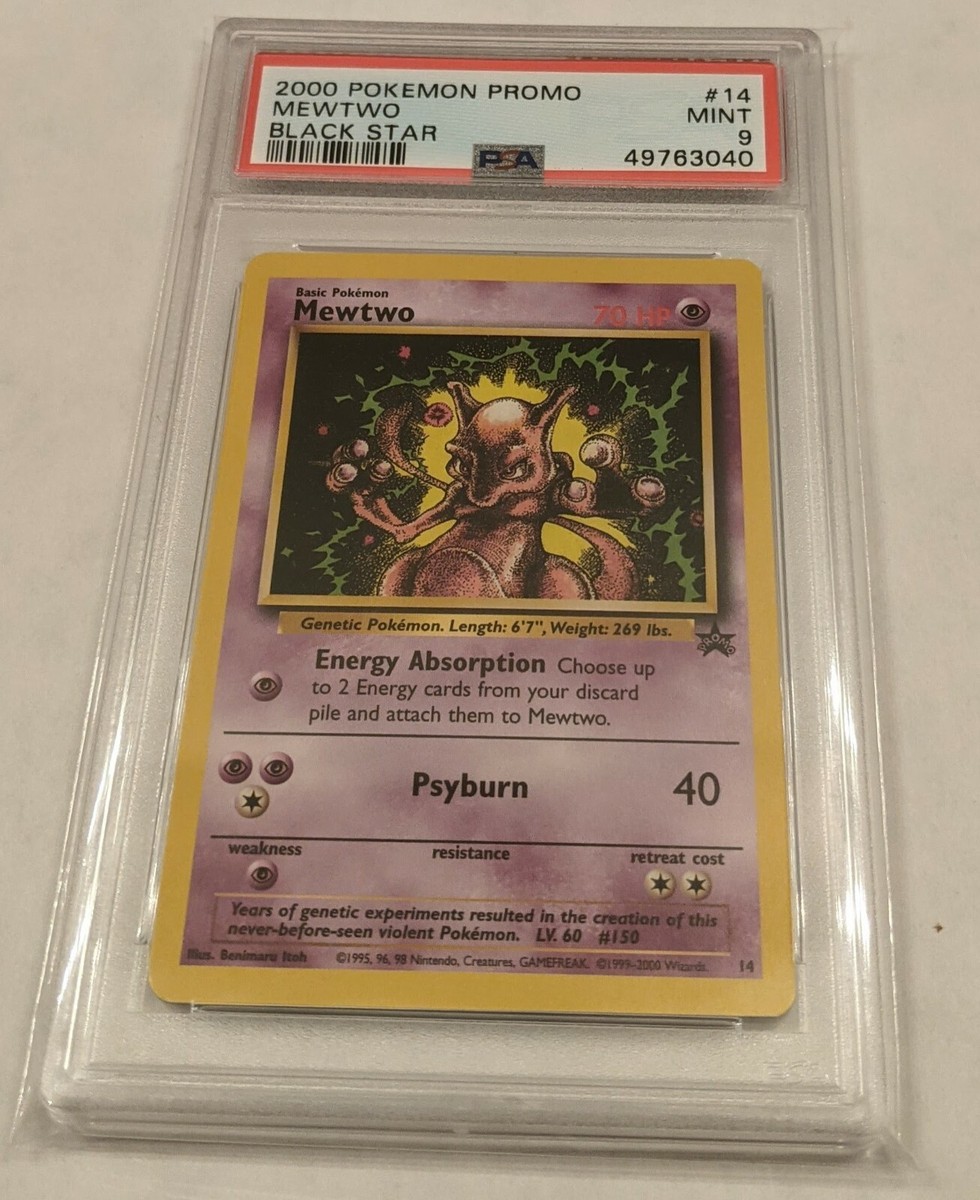 2000 POKEMON PROMO #14
MEWTWO MINT
BLACK STAR 9
PSA 49763040
Basic Pokémon
Mewtwo 70 HP
Genetic Pokémon. Length: 6'7", Weight: 269 lbs.
PROMO
Energy Absorption Choose up
to 2 Energy cards from your discard
pile and attach them to Mewtwo.
Psyburn 40
weakness resistance retreat cost
Years of genetic experiments resulted in the creation of this
never-before-seen violent Pokémon. LV. 60 #150
Illus. Benimaru Itoh ©1995, 96, 98 Nintendo, Creatures, GAMEFREAK. ©1999-2000 Wizards. 14